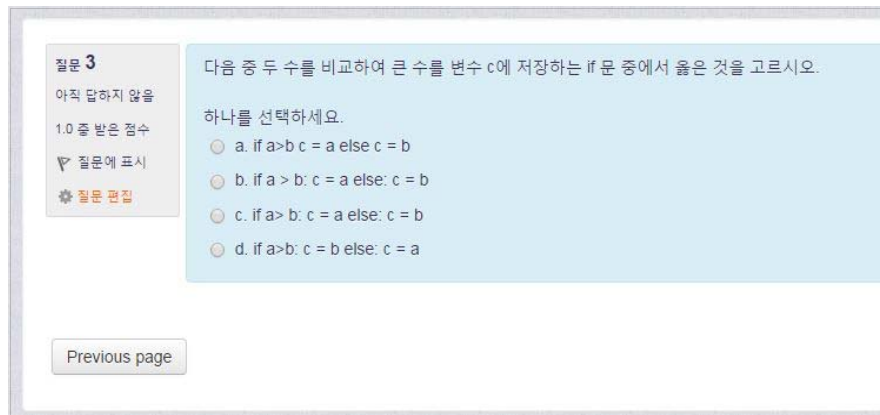 질문 3
아직 답하지 않음
1.0 중 받은 점수
질문에 표시
질문 편집
다음 중 두 수를 비교하여 큰 수를 변수 c에 저장하는 if 문 중에서 옳은 것을 고르시오.
하나를 선택하세요.
a. if a>b c = a else c = b
b. if a > b: c = a else: c = b
c. if a> b: c = a else: c = b
d. if a>b: c = b else: c = a
Previous page